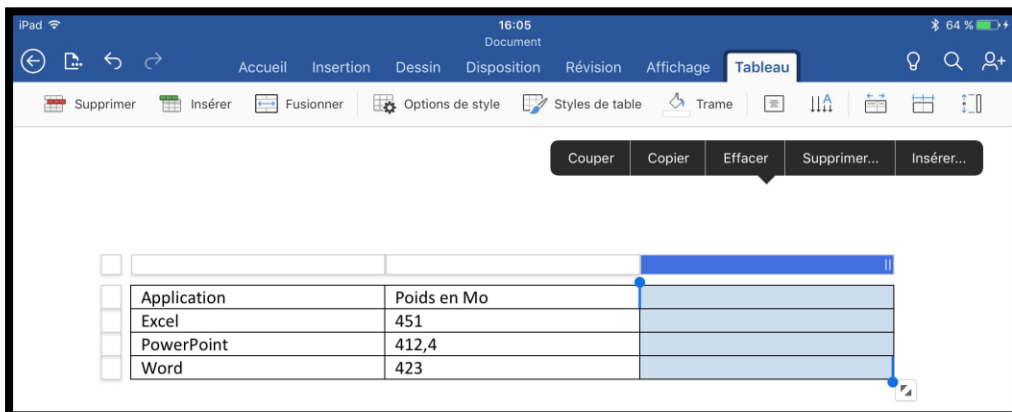 iPad 16:05 64 %
Document
Accueil Insertion Dessin Disposition Révision Affichage Tableau
Supprimer Insérer Fusionner Options de style Styles de table Trame
Couper Copier Effacer Supprimer... Insérer...
Application Poids en Mo
Excel 451
PowerPoint 412,4
Word 423